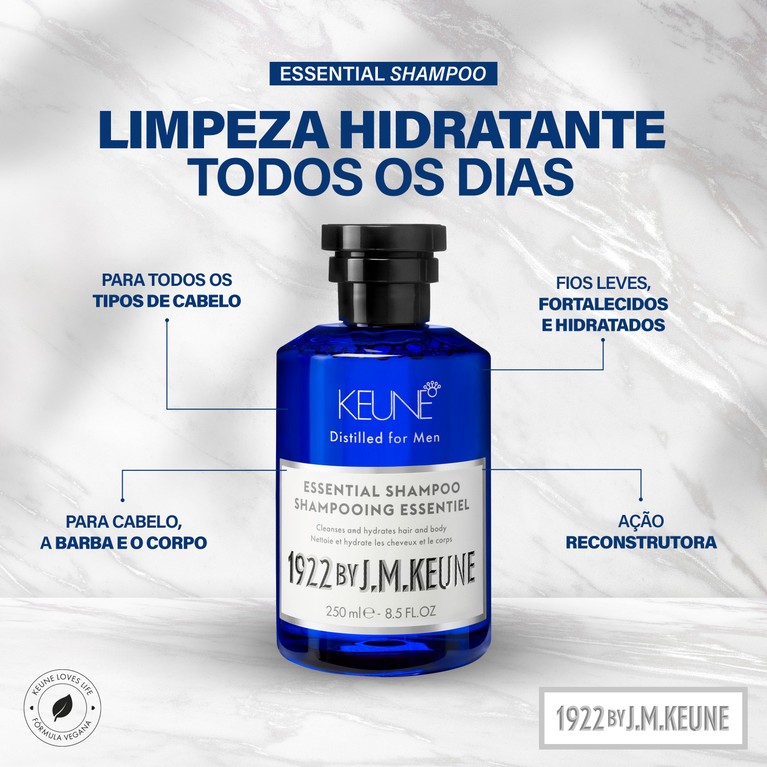 ESSENTIAL SHAMPOO
LIMPEZA HIDRATANTE
TODOS OS DIAS
PARA TODOS OS
TIPOS DE CABELO
FIOS LEVES,
FORTALECIDOS
E HIDRATADOS
KEUNE
Distilled for Men
ESSENTIAL SHAMPOO
SHAMPOOING ESSENTIEL
Cleanses and hydrates hair and body
Nettoie et hydrate les cheveux et le corps
1922 BY J.M.KEUNE
250 ml ℮ - 8.5 FL.OZ
PARA CABELO,
A BARBA E O CORPO
AÇÃO
RECONSTRUTORA
KEUNE LOVES LIFE
FÓRMULA VEGANA
1922 BY J.M.KEUNE